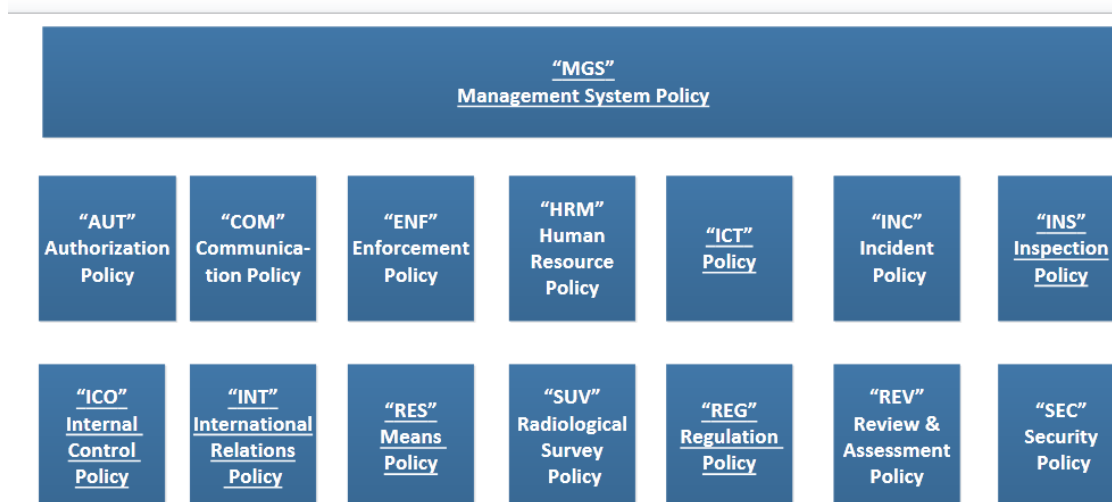 “MGS”
Management System Policy
“AUT”
Authorization
Policy
“COM”
Communica-
tion Policy
“ENF”
Enforcement
Policy
“HRM”
Human
Resource
Policy
“ICT”
Policy
“INC”
Incident
Policy
“INS”
Inspection
Policy
“ICO”
Internal
Control
Policy
“INT”
International
Relations
Policy
“RES”
Means
Policy
“SUV”
Radiological
Survey
Policy
“REG”
Regulation
Policy
“REV”
Review &
Assessment
Policy
“SEC”
Security
Policy